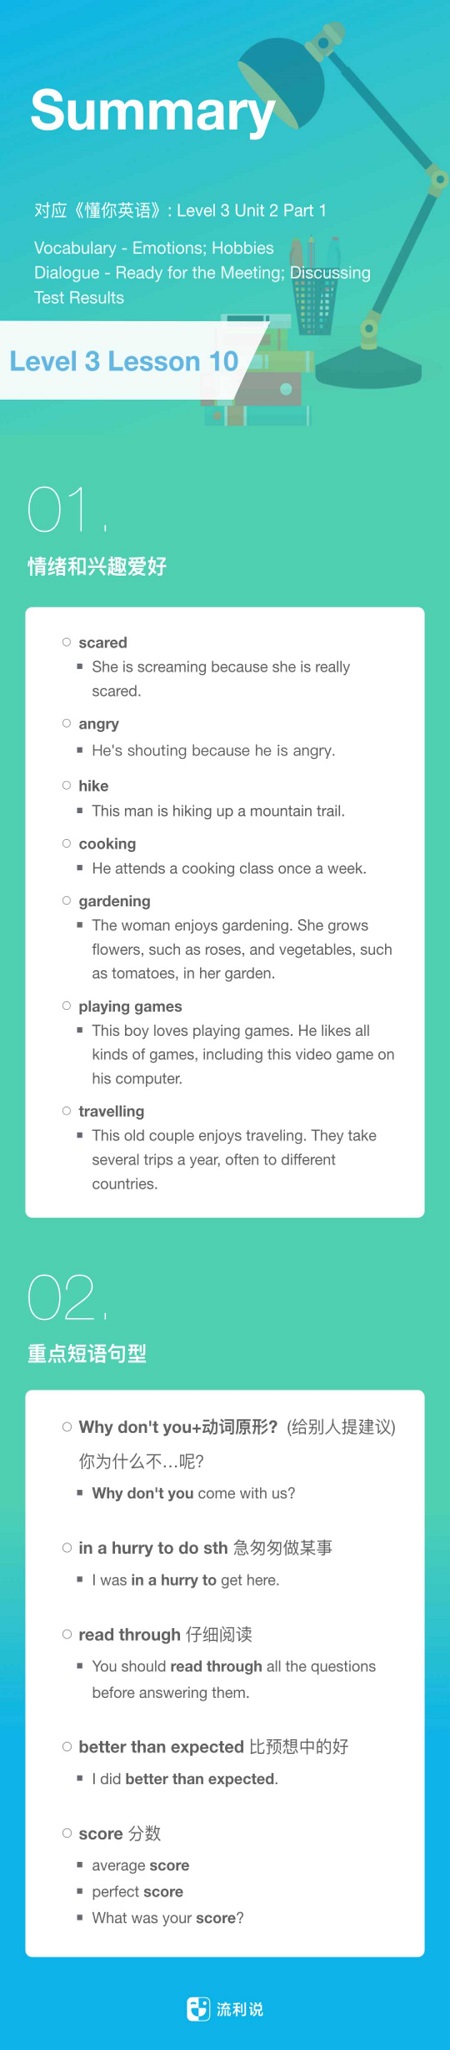 Summary
对应《懂你英语》: Level 3 Unit 2 Part 1
Vocabulary - Emotions; Hobbies
Dialogue - Ready for the Meeting; Discussing
Test Results
Level 3 Lesson 10
01.
情绪和兴趣爱好
scared
She is screaming because she is really
scared.
angry
He's shouting because he is angry.
hike
This man is hiking up a mountain trail.
cooking
He attends a cooking class once a week.
gardening
The woman enjoys gardening. She grows
flowers, such as roses, and vegetables, such
as tomatoes, in her garden.
playing games
This boy loves playing games. He likes all
kinds of games, including this video game on
his computer.
travelling
This old couple enjoys traveling. They take
several trips a year, often to different
countries.
02.
重点短语句型
Why don't you+动词原形? (给别人提建议)
你为什么不…呢?
Why don't you come with us?
in a hurry to do sth 急匆匆做某事
I was in a hurry to get here.
read through 仔细阅读
You should read through all the questions
before answering them.
better than expected 比预想中的好
I did better than expected.
score 分数
average score
perfect score
What was your score?
流利说